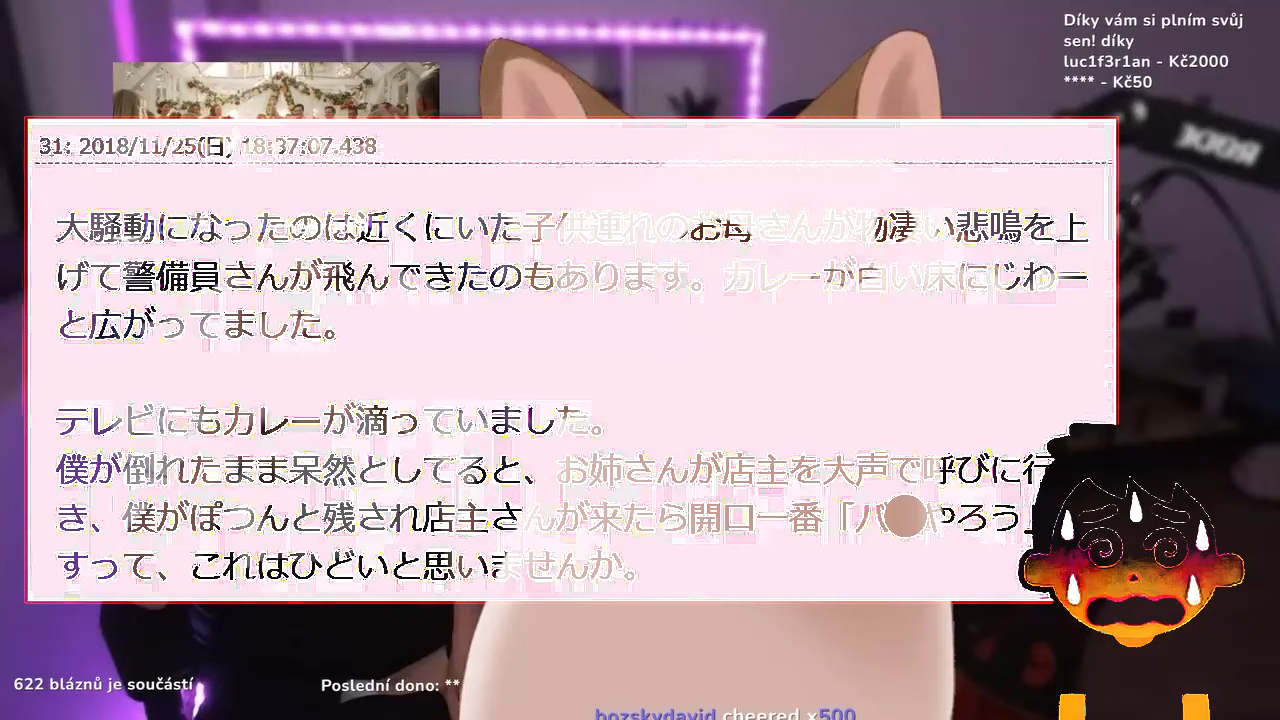 Díky vám si plním svůj
sen! díky
luc1f3r1an - Kč2000
**** - Kč50
31: 2018/11/25(日) 18:37:07.438
大騒動になったのは近くにいた子供連れのお母さんが物凄い悲鳴を上
げて警備員さんが飛んできたのもあります。カレーが白い床にじわー
と広がってました。
テレビにもカレーが滴っていました。
僕が倒れたまま呆然としてると、お姉さんが店主を大声で呼びに行
き、僕がぽつんと残され店主さんが来たら開口一番「バ ヤろう」
すって、これはひどいと思いませんか。
622 bláznů je součástí
Poslední dono: **
bozskydavid cheered x500